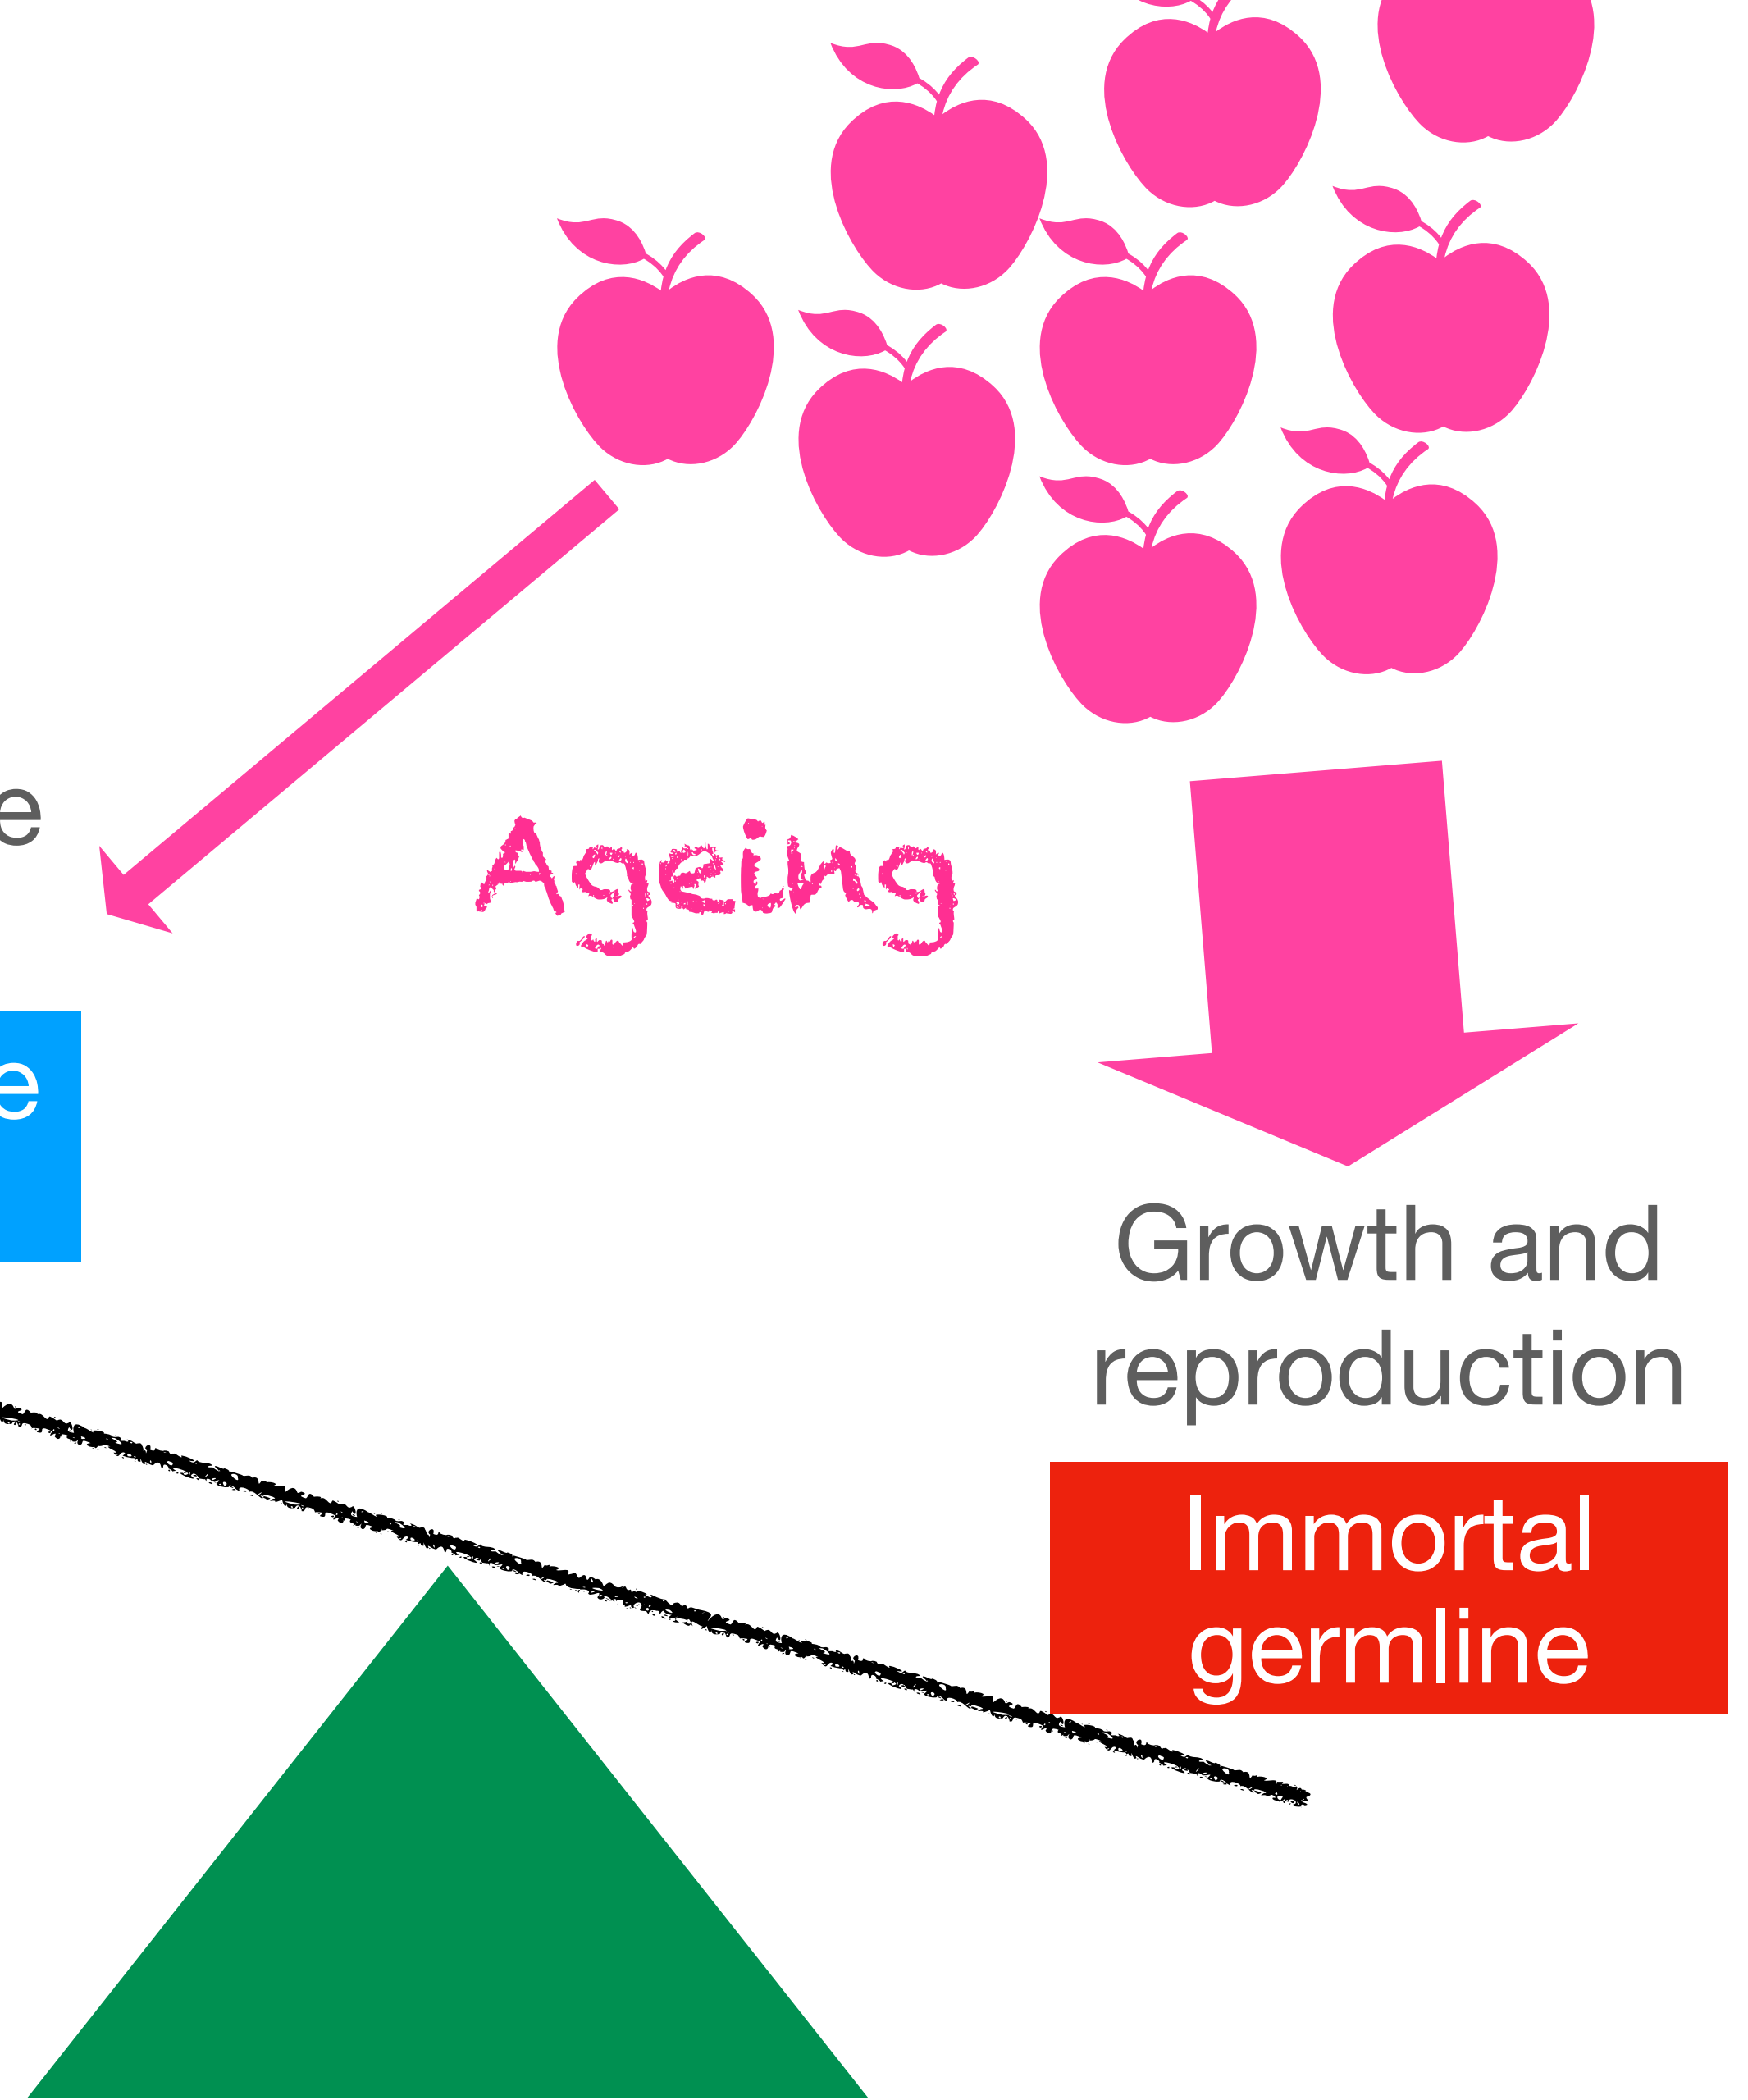 e
Ageing
e
Growth and
reproduction
Immortal
germline